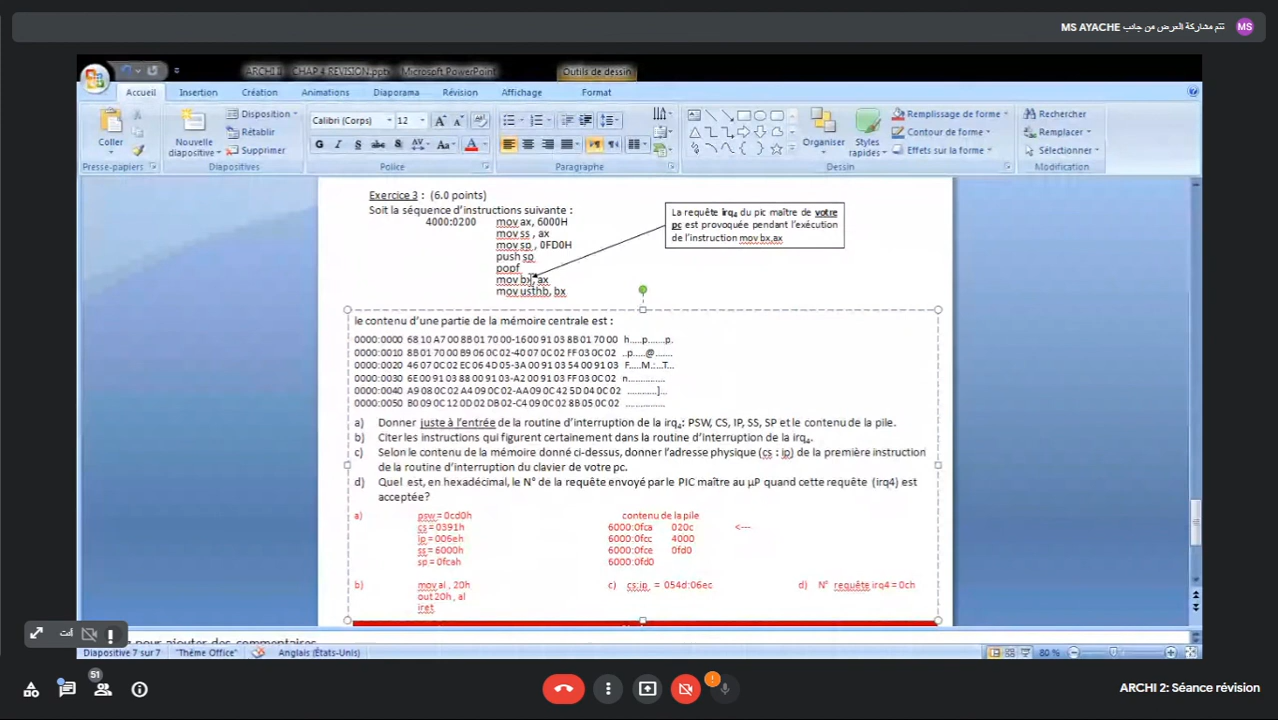 تتم مشاركة العرض من جانب MS AYACHE
MS
ARCHI 2 CHAP 4 REVISION.pptx Microsoft PowerPoint
Outils de dessin
Accueil Insertion Création Animations Diaporama Révision Affichage Format
Coller
Presse-papiers
Nouvelle diapositive
Disposition
Rétablir
Supprimer
Diapositives
Calibri (Corps) 12
G I S abc S AV Aa A
Police
Paragraphe
Organiser
Styles rapides
Remplissage de forme
Contour de forme
Effets sur la forme
Dessin
Rechercher
Remplacer
Sélectionner
Modification
Exercice 3 : (6.0 points)
Soit la séquence d'instructions suivante :
4000:0200 mov ax, 6000H
mov ss , ax
mov sp , 0FD0H
push sp
popf
mov bx, ax
mov usthb, bx
La requête irq4 du pic maître de votre
pc est provoquée pendant l'exécution
de l'instruction mov bx,ax
le contenu d'une partie de la mémoire centrale est :
0000:0000 68 10 A7 00 8B 01 70 00-16 00 91 03 8B 01 70 00 h.....p.......p.
0000:0010 8B 01 70 00 B9 06 0C 02-40 07 0C 02 FF 03 0C 02 ..p.....@.......
0000:0020 46 07 0C 02 EC 06 4D 05-3A 00 91 03 54 00 91 03 F.....M.:...T...
0000:0030 6E 00 91 03 88 00 91 03-A2 00 91 03 FF 03 0C 02 n...............
0000:0040 A9 08 0C 02 A4 09 0C 02-AA 09 0C 42 5D 04 0C 02 ............]...
0000:0050 B0 09 0C 12 0D 02 DB 02-C4 09 0C 02 8B 05 0C 02 ................
a) Donner juste à l'entrée de la routine d'interruption de la irq4: PSW, CS, IP, SS, SP et le contenu de la pile.
b) Citer les instructions qui figurent certainement dans la routine d'interruption de la irq4.
c) Selon le contenu de la mémoire donné ci-dessus, donner l'adresse physique (cs : ip) de la première instruction
de la routine d'interruption du clavier de votre pc.
d) Quel est, en hexadécimal, le N° de la requête envoyé par le PIC maître au µP quand cette requête (irq4) est
acceptée?
a) psw = 0cd0h contenu de la pile
cs = 0391h 6000:0fca 020c <---
ip = 006eh 6000:0fcc 4000
ss = 6000h 6000:0fce 0fd0
sp = 0fcah 6000:0fd0
b) mov al , 20h c) cs:ip = 054d:06ec d) N° requête irq4 = 0ch
out 20h , al
iret
أنت
pour ajouter des commentaires
Diapositive 7 sur 7 "Thème Office" Anglais (États-Unis) 80 %
51
ARCHI 2: Séance révision